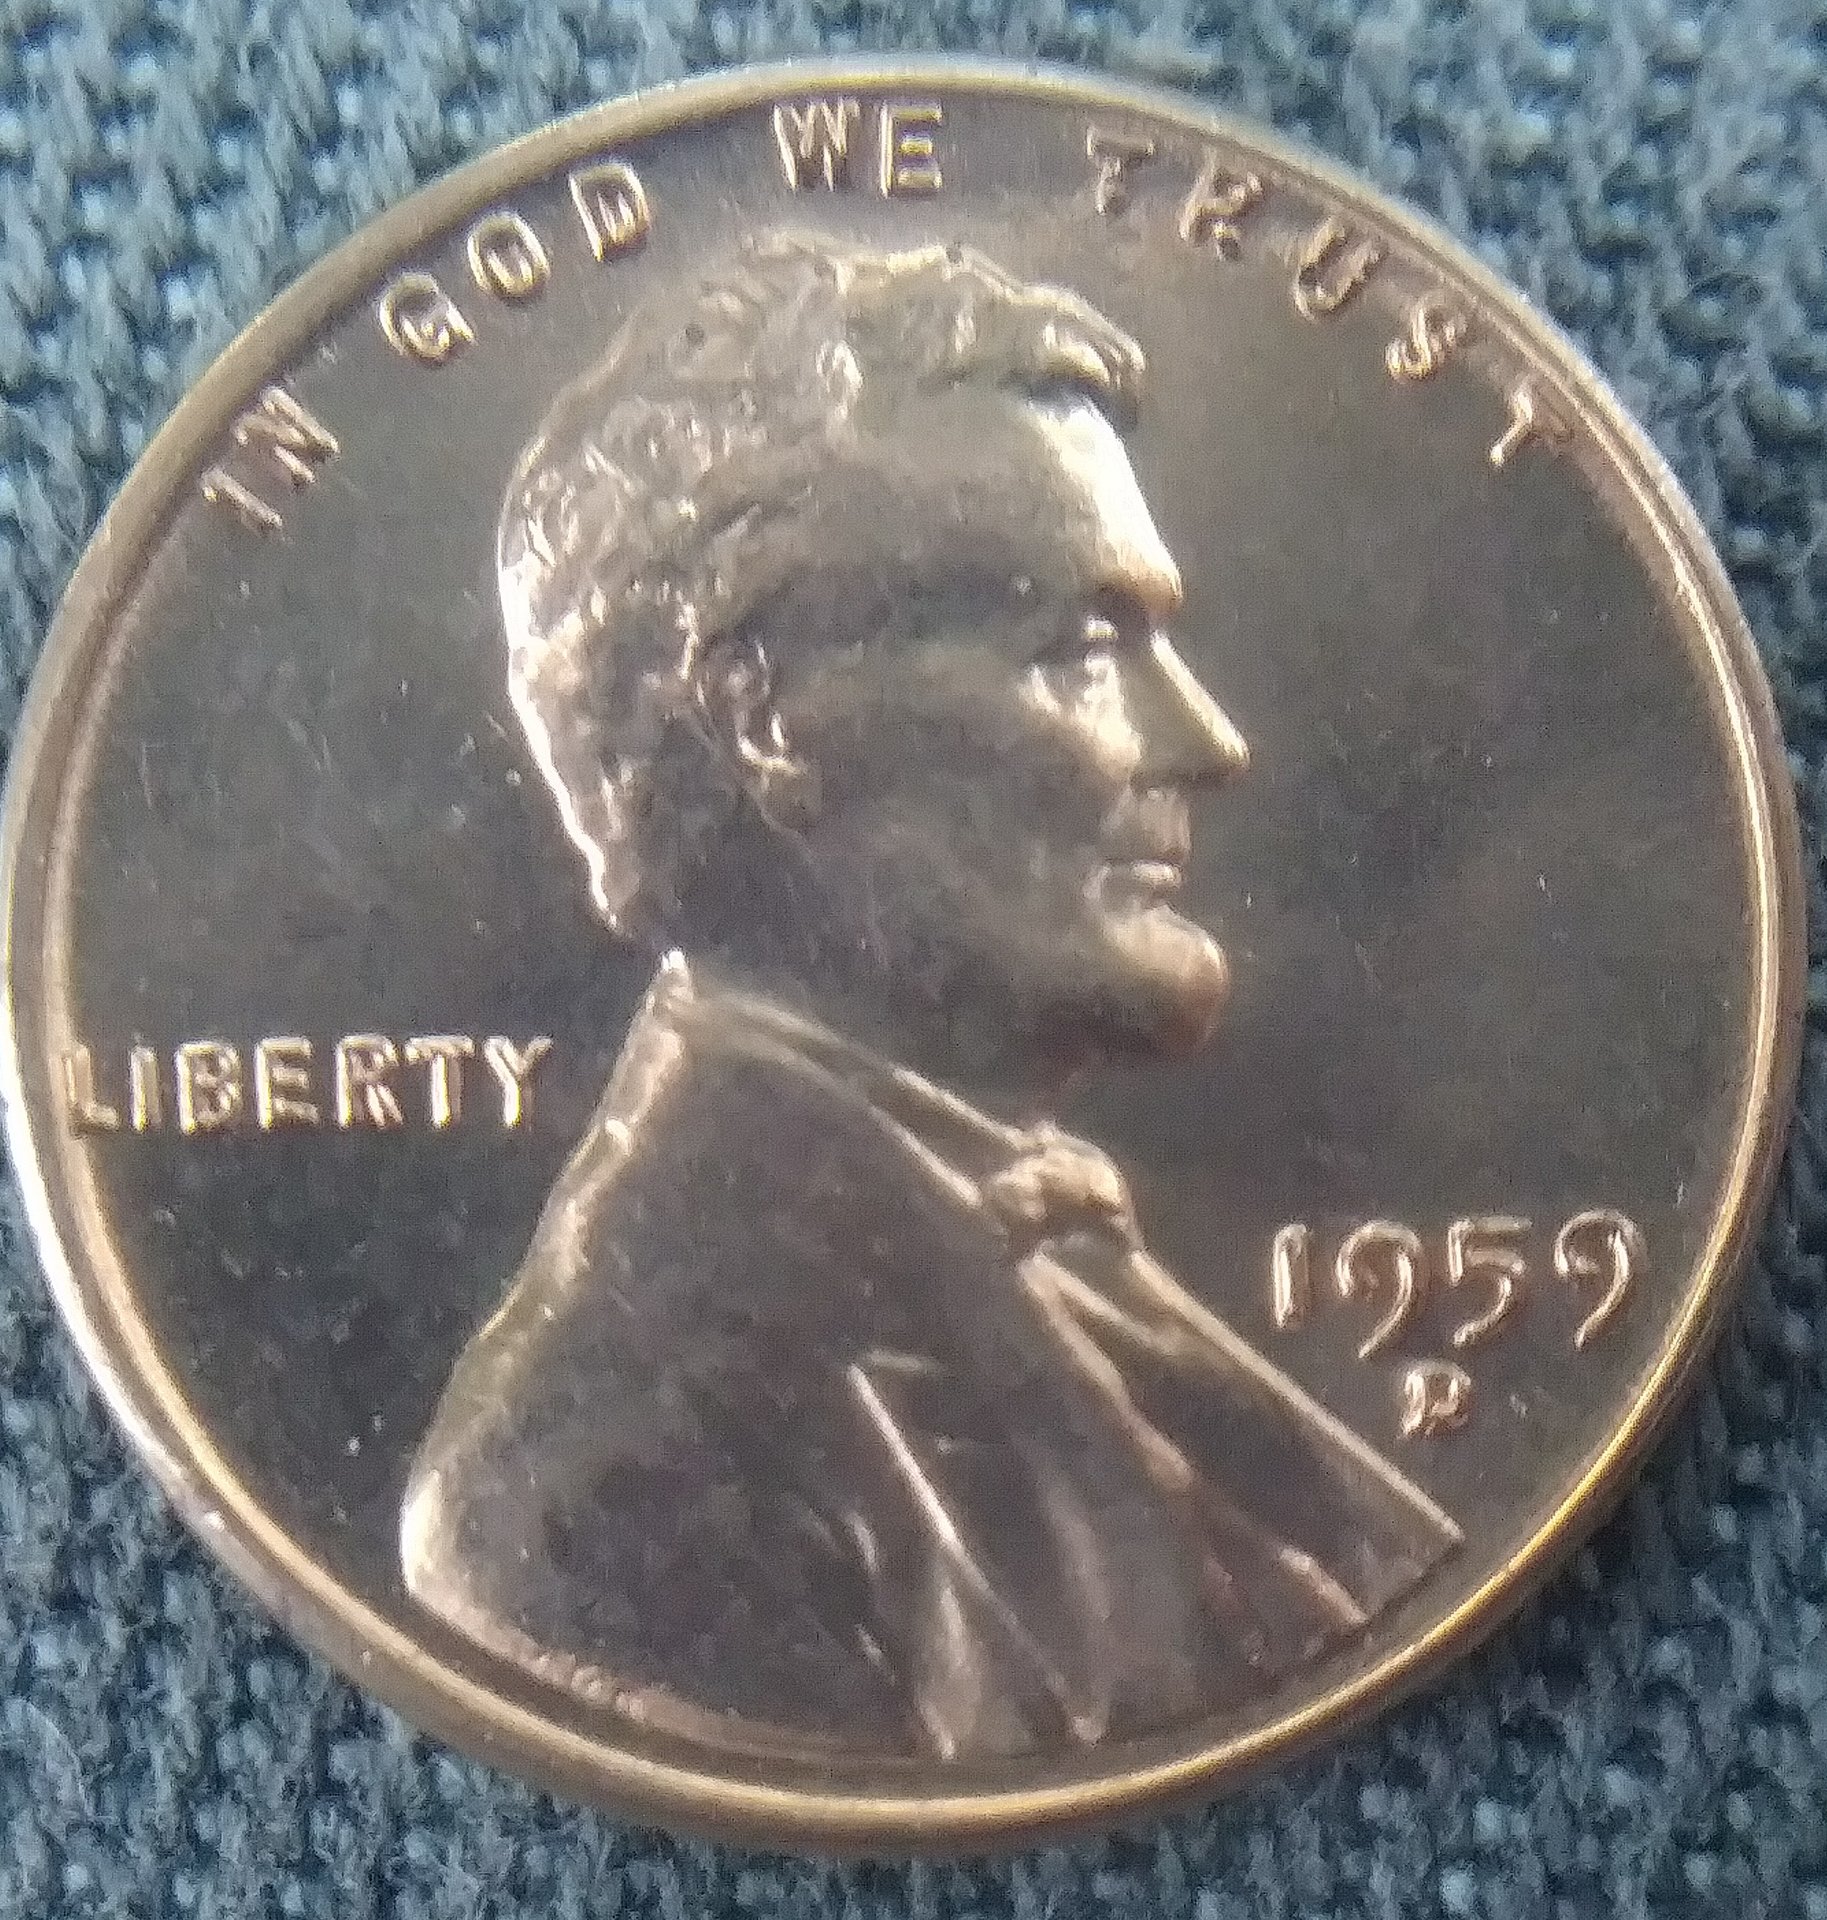 IN GOD WE TRUST
LIBERTY
1959
D